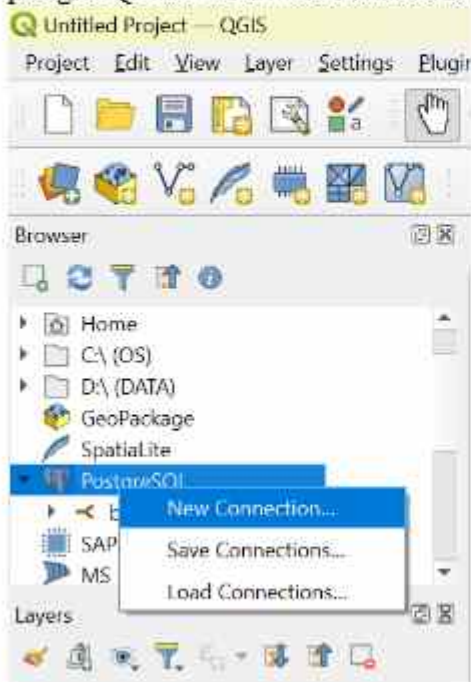 Untitled Project — QGIS
Project Edit View Layer Settings Plugin
a
Browser
Home
C:\ (OS)
D:\ (DATA)
GeoPackage
SpatiaLite
PostgreSQL
New Connection...
SAP
Save Connections...
MS
Load Connections...
Layers